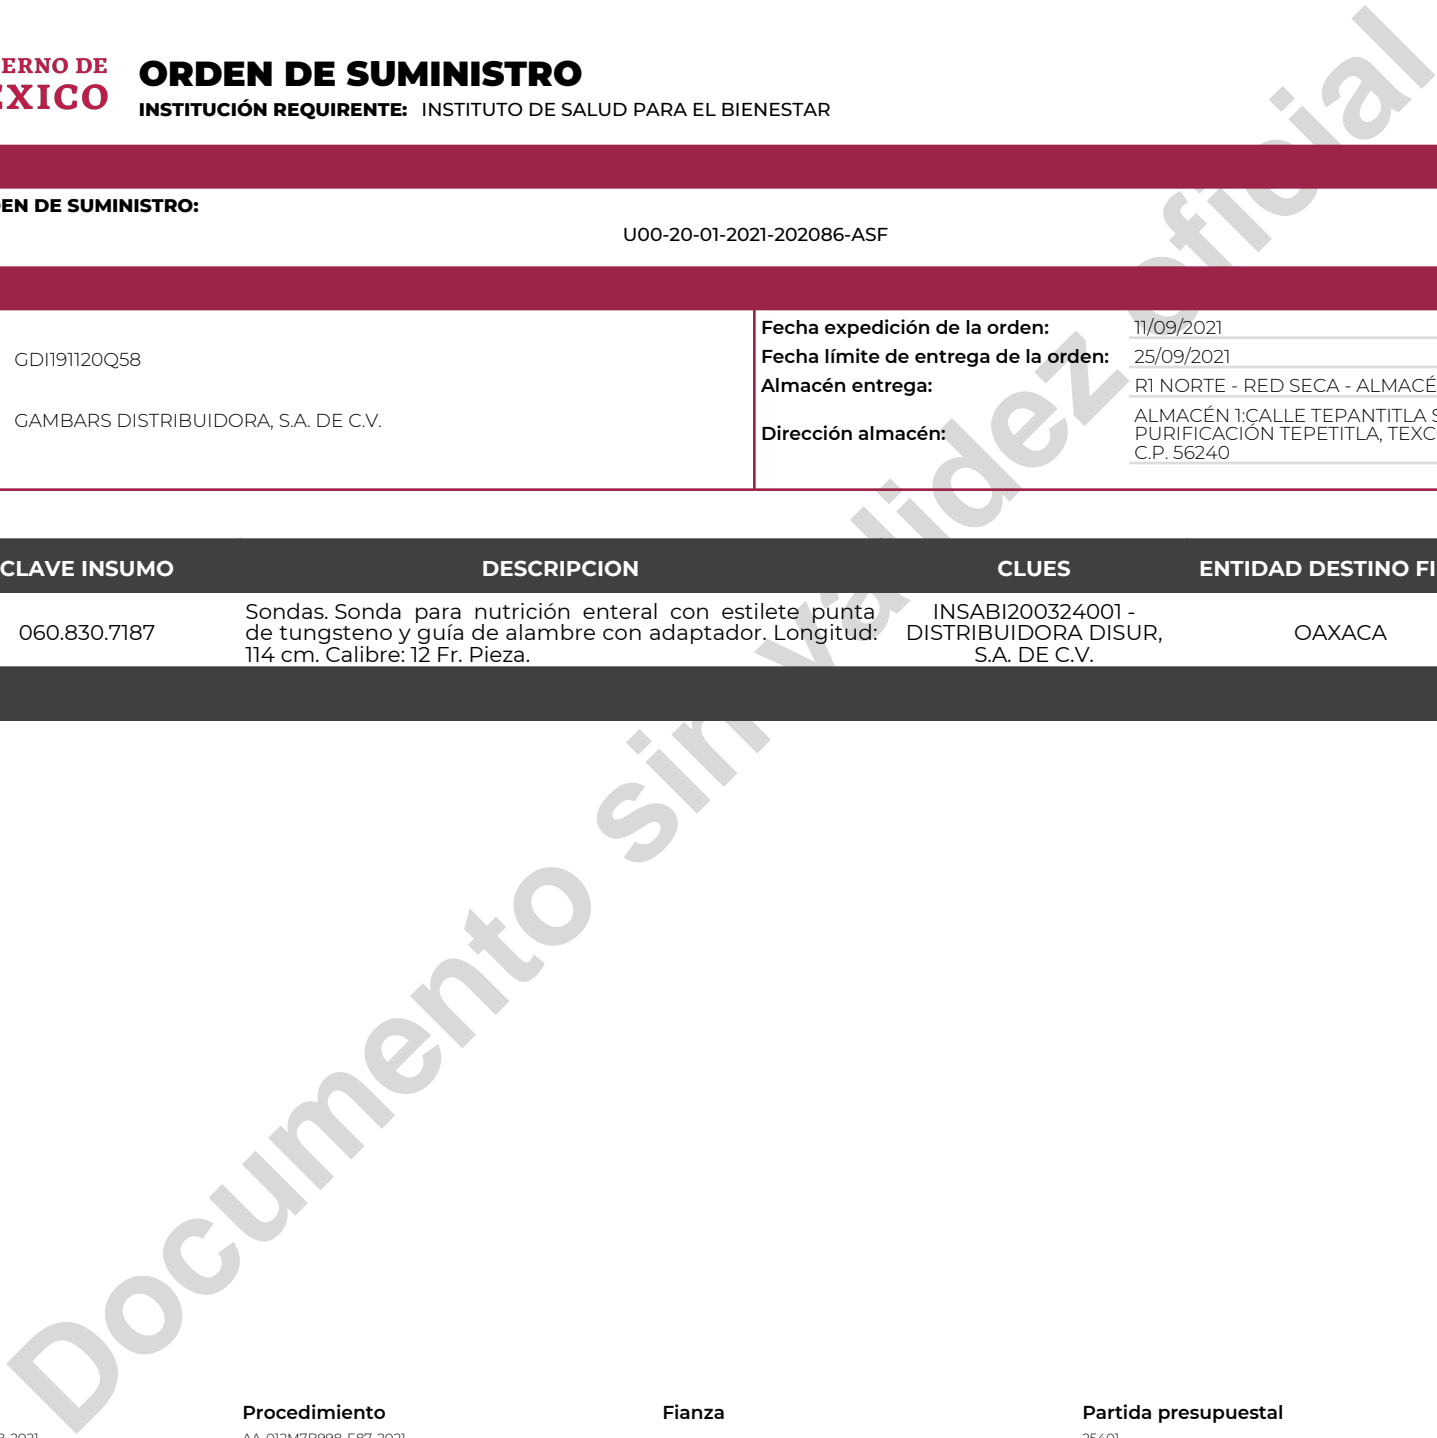 ERNO DE
EXICO
ORDEN DE SUMINISTRO
INSTITUCIÓN REQUIRENTE: INSTITUTO DE SALUD PARA EL BIENESTAR
EN DE SUMINISTRO:
U00-20-01-2021-202086-ASF
GDI191120Q58
GAMBARS DISTRIBUIDORA, S.A. DE C.V.
Fecha expedición de la orden: 11/09/2021
Fecha límite de entrega de la orden: 25/09/2021
Almacén entrega: R1 NORTE - RED SECA - ALMACÉ
Dirección almacén: ALMACÉN 1:CALLE TEPANTITLA S
PURIFICACIÓN TEPETITLA, TEXC
C.P. 56240
CLAVE INSUMO DESCRIPCION CLUES ENTIDAD DESTINO FI
060.830.7187
Sondas. Sonda para nutrición enteral con estilete punta
de tungsteno y guía de alambre con adaptador. Longitud:
114 cm. Calibre: 12 Fr. Pieza.
INSABI200324001 -
DISTRIBUIDORA DISUR,
S.A. DE C.V.
OAXACA
Documento sin validez oficial
Procedimiento Fianza Partida presupuestal